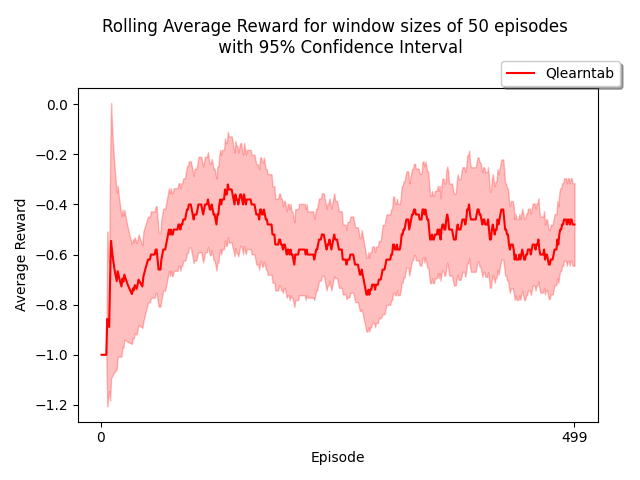 Rolling Average Reward for window sizes of 50 episodes
with 95% Confidence Interval
Qlearntab
0.0
−0.2
−0.4
−0.6
−0.8
−1.0
−1.2
Average Reward
0
499
Episode